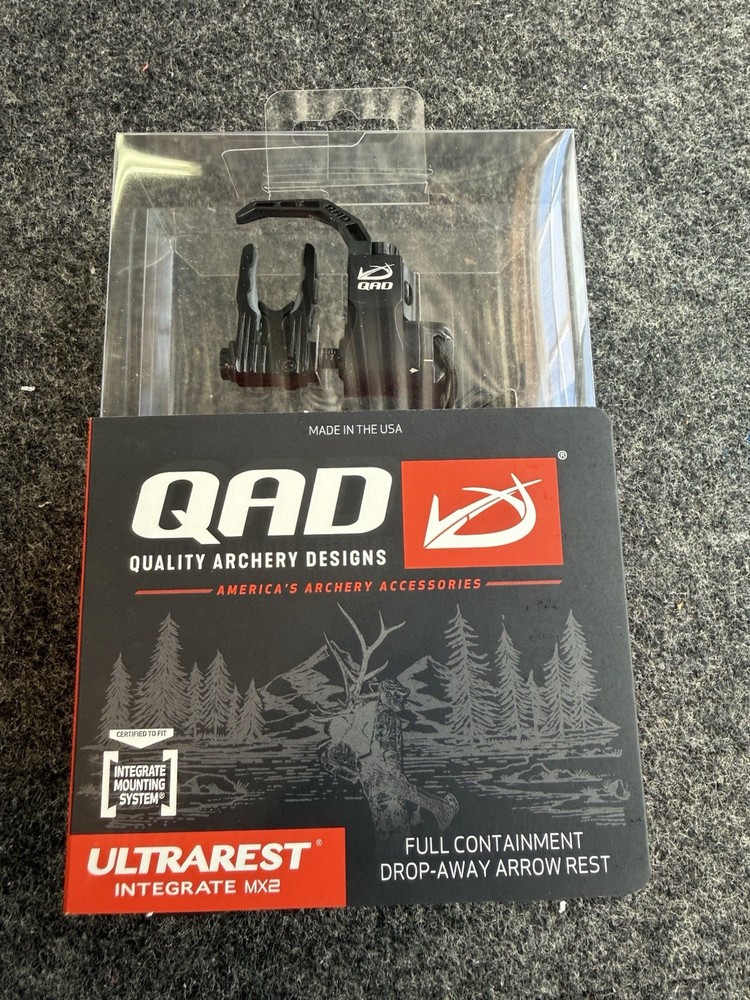 QAD
QAD
MADE IN THE USA
QAD
®
QUALITY ARCHERY DESIGNS
AMERICA'S ARCHERY ACCESSORIES
CERTIFIED TO FIT
INTEGRATE
MOUNTING
SYSTEM®
ULTRAREST®
INTEGRATE MX2
FULL CONTAINMENT
DROP-AWAY ARROW REST